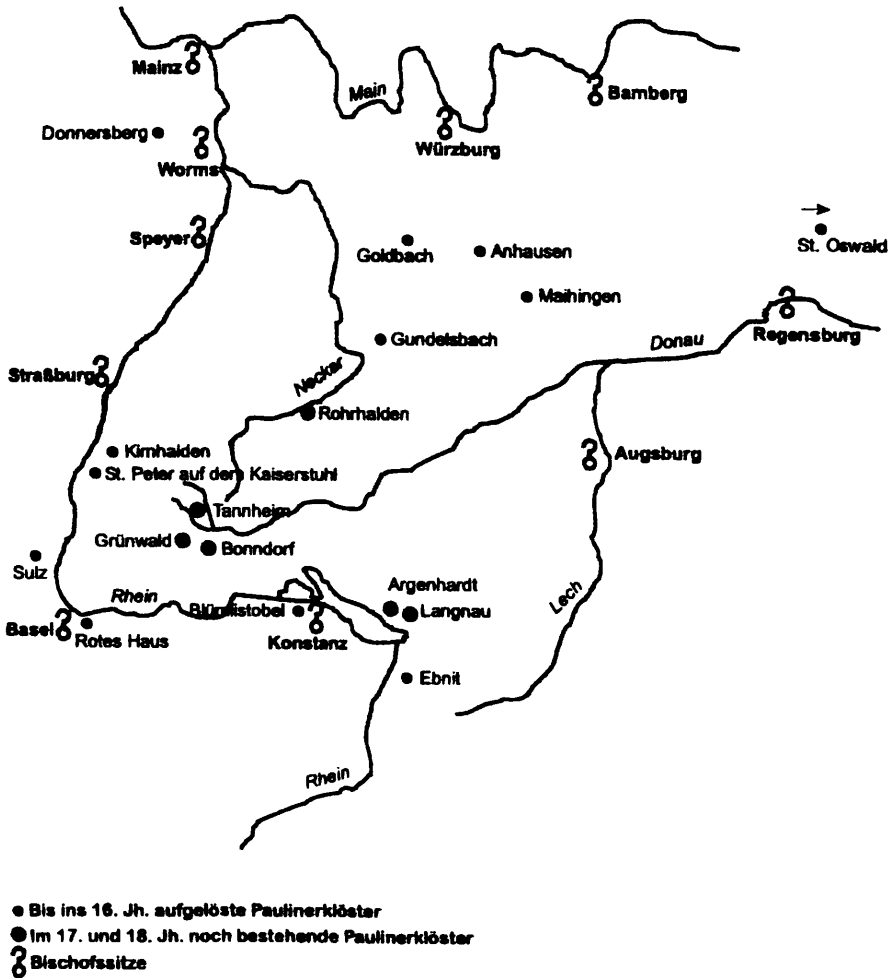 Mainz
Main
Bamberg
Donnersberg
Würzburg
Worms
Speyer
Goldbach
Anhausen
St. Oswald
Maihingen
Regensburg
Gundelsbach
Donau
Straßburg
Neckar
Rohrhalden
Kirnhalden
Augsburg
St. Peter auf dem Kaiserstuhl
Tannheim
Grünwald
Bonndorf
Sulz
Rhein
Argenhardt
Lech
Blümlistobel
Langnau
Basel
Rotes Haus
Konstanz
Ebnit
Rhein
Bis ins 16. Jh. aufgelöste Paulinerklöster
Im 17. und 18. Jh. noch bestehende Paulinerklöster
Bischofssitze